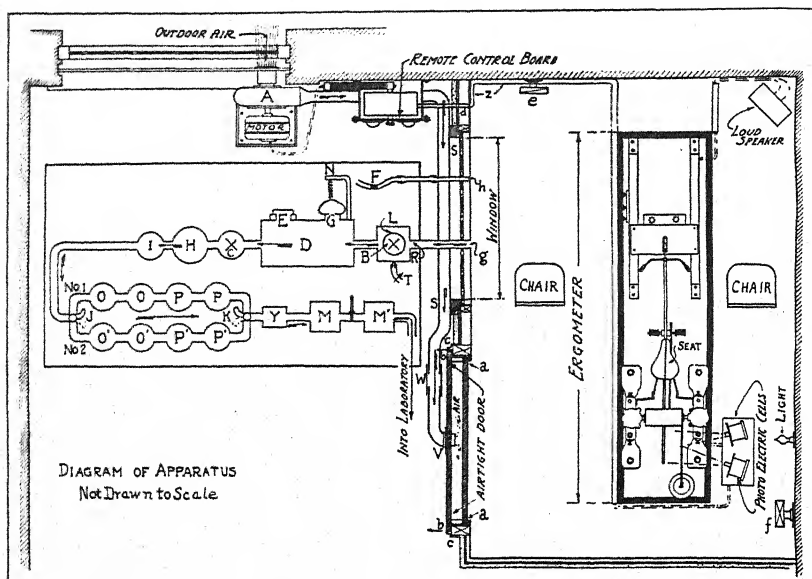 OUTDOOR AIR
REMOTE CONTROL BOARD
A
MOTOR
z
e
d
LOUD SPEAKER
S
N
F
h
WINDOW
E
G
L
I
H
C
D
B
R
g
T
CHAIR
CHAIR
ERGOMETER
No.1
O O P P
J
K
Y
M
M'
S
No 2
O' O' P' P'
SEAT
c
a
W
AIR
INTO LABORATORY
V
AIRTIGHT DOOR
LIGHT
PHOTO ELECTRIC CELLS
DIAGRAM OF APPARATUS
Not Drawn to Scale
a
b
c
f